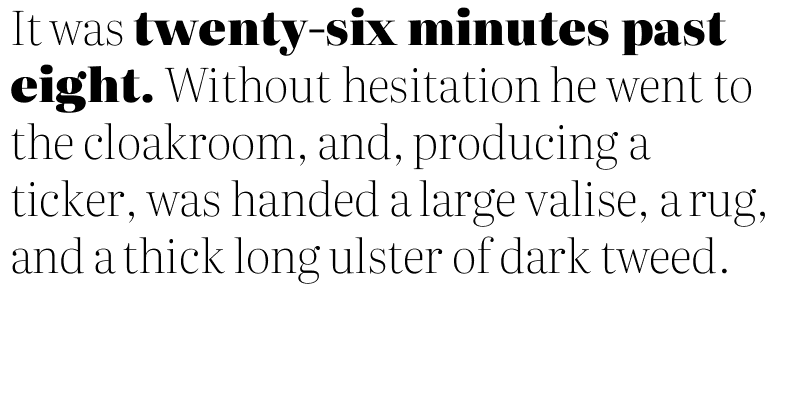 It was twenty-six minutes past
eight. Without hesitation he went to
the cloakroom, and, producing a
ticker, was handed a large valise, a rug,
and a thick long ulster of dark tweed.